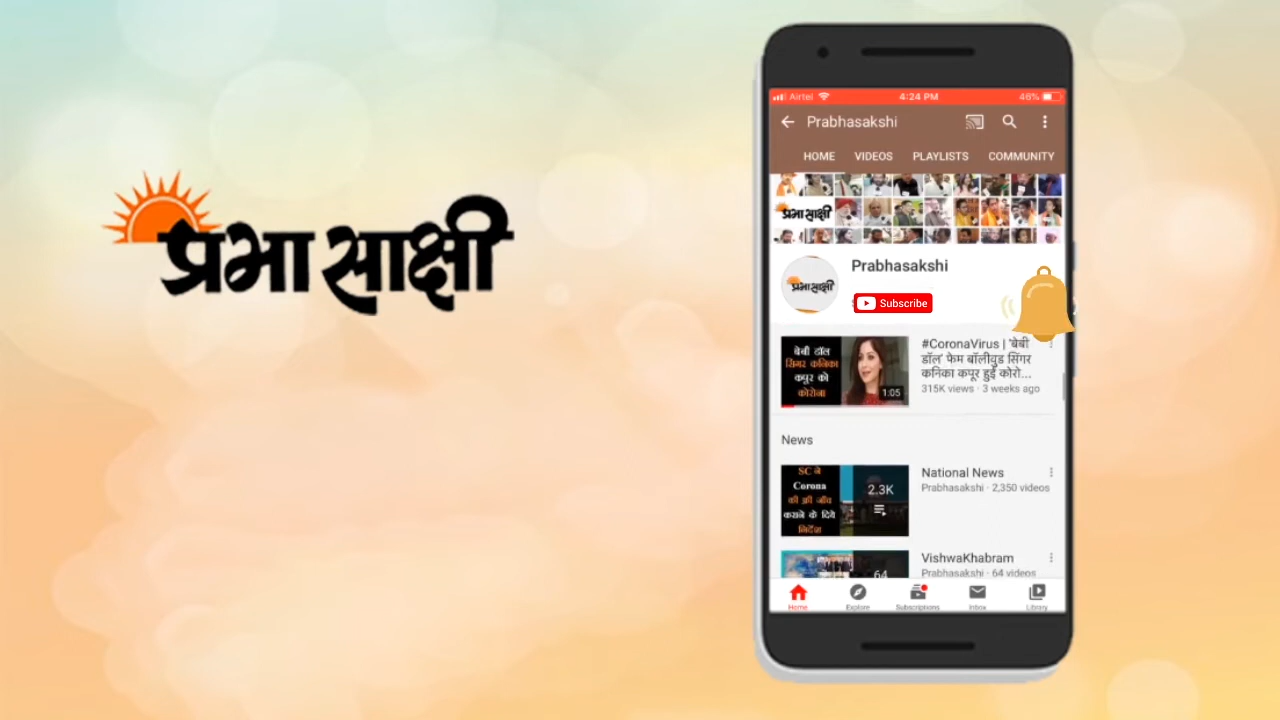 प्रभा साक्षी
Airtel 4:24 PM 46%
Prabhasakshi
HOME VIDEOS PLAYLISTS COMMUNITY
प्रभा साक्षी
Prabhasakshi
प्रभा साक्षी
Subscribe
#CoronaVirus | 'बेबी
डॉल' फेम बॉलीवुड सिंगर
कनिका कपूर हुईं कोरो...
315K views · 3 weeks ago
बेबी डॉल
सिंगर कनिका
कपूर को
कोरोना
1:05
News
SC ने
Corona
की फ्री जाँच
कराने के दिये
निर्देश
2.3K
National News
Prabhasakshi · 2,350 videos
64
VishwaKhabram
Prabhasakshi · 64 videos
Home Explore Subscriptions Inbox Library